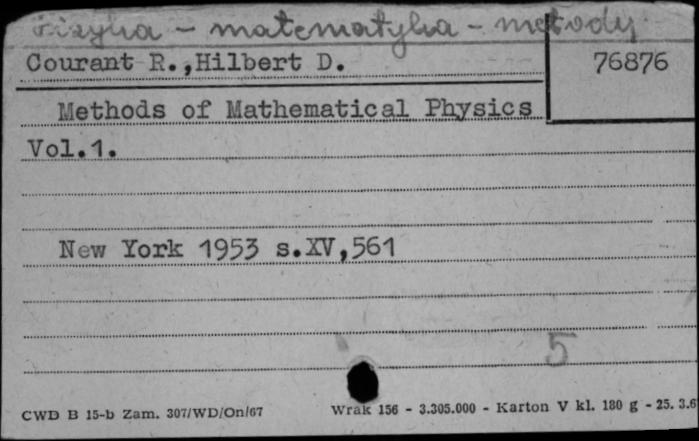 Fizyka - matematyka - metody
Courant R.,Hilbert D.
76876
Methods of Mathematical Physics
Vol.1.
New York 1953 s.XV,561
5
CWD B 15-b Zam. 307/WD/On/67 Wrak 156 - 3.305.000 - Karton V kl. 180 g - 25. 3.6